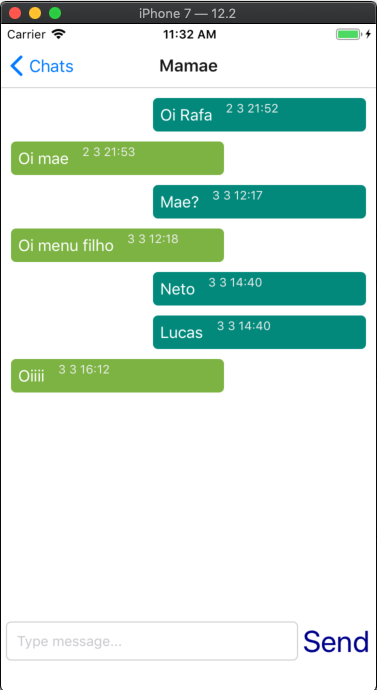 iPhone 7 — 12.2
Carrier 11:32 AM
Chats Mamae
Oi Rafa 2 3 21:52
Oi mae 2 3 21:53
Mae? 3 3 12:17
Oi menu filho 3 3 12:18
Neto 3 3 14:40
Lucas 3 3 14:40
Oiiii 3 3 16:12
Type message... Send